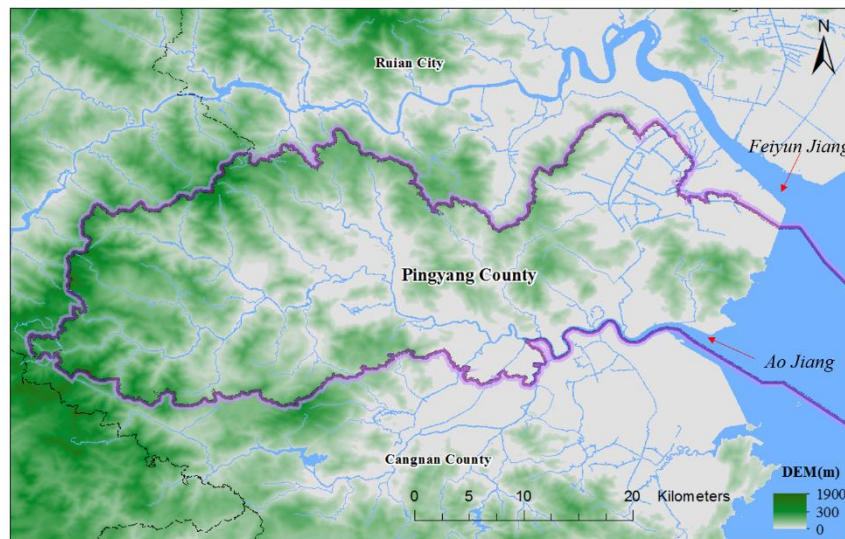 Ruian City
N
Feiyun Jiang
Pingyang County
Ao Jiang
Cangnan County
DEM(m)
1900
300
0
0 5 10 20 Kilometers